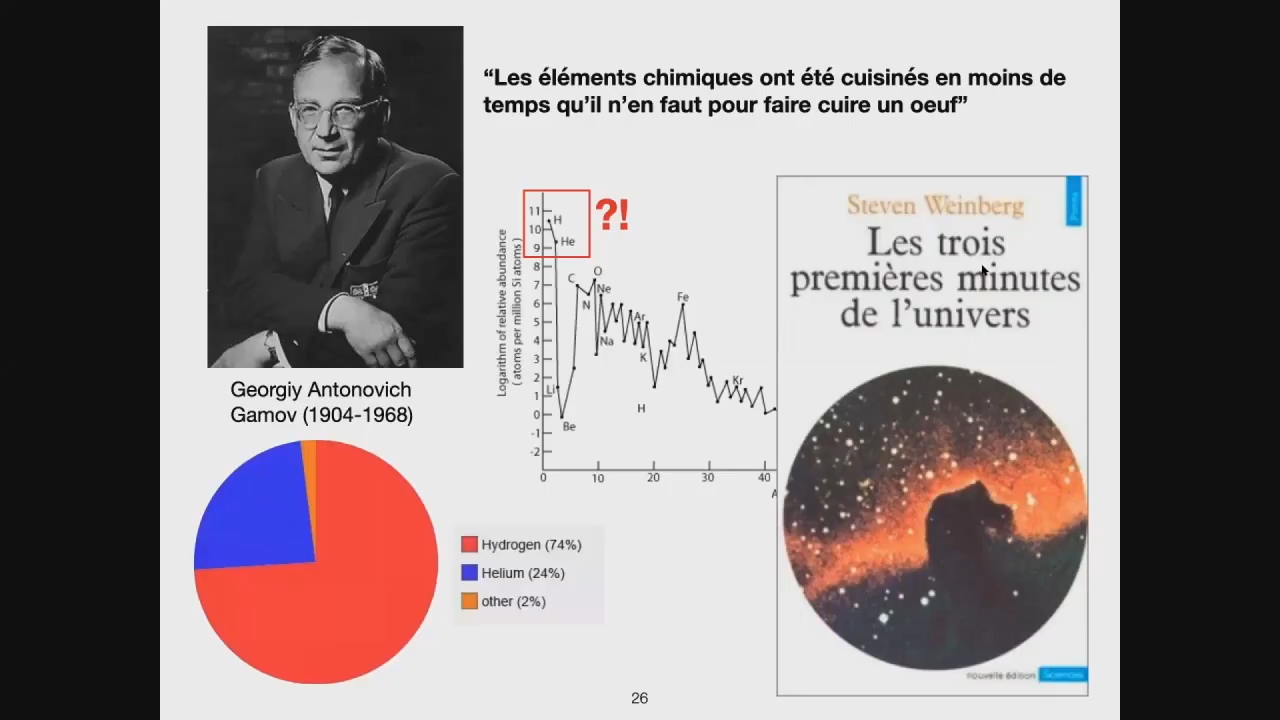 “Les éléments chimiques ont été cuisinés en moins de
temps qu’il n’en faut pour faire cuire un oeuf”
Georgiy Antonovich
Gamov (1904-1968)
Logarithm of relative abundance
( atoms per million Si atoms )
11
10
9
8
7
6
5
4
3
2
1
0
-1
-2
0
10
20
30
40
H
He
?!
C
O
N
Ne
Na
Ar
K
Fe
Kr
Li
Be
H
A
Hydrogen (74%)
Helium (24%)
other (2%)
Points
Steven Weinberg
Les trois
premières minutes
de l’univers
nouvelle édition
Sciences
26